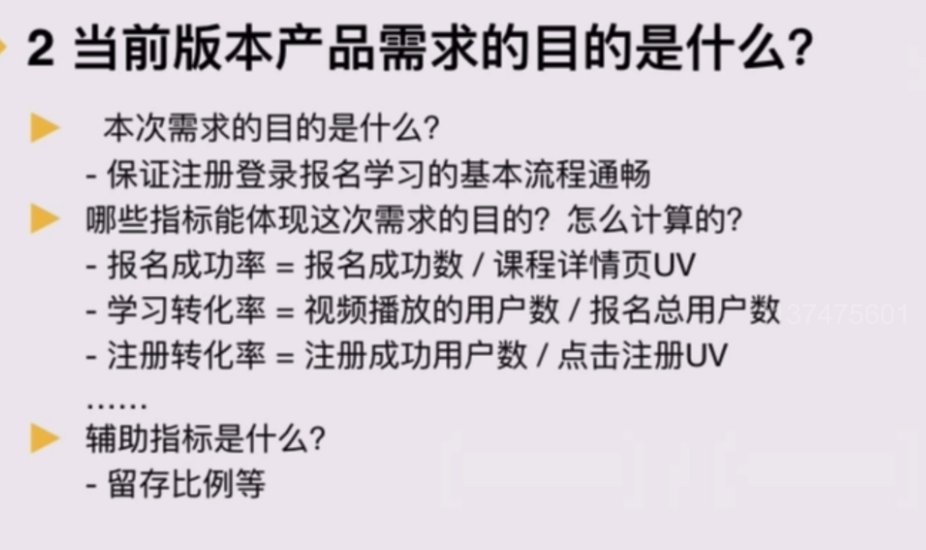 2 当前版本产品需求的目的是什么?
本次需求的目的是什么?
- 保证注册登录报名学习的基本流程通畅
哪些指标能体现这次需求的目的? 怎么计算的?
- 报名成功率 = 报名成功数 / 课程详情页UV
- 学习转化率 = 视频播放的用户数 / 报名总用户数
37475601
- 注册转化率 = 注册成功用户数 / 点击注册UV
……
辅助指标是什么?
- 留存比例等